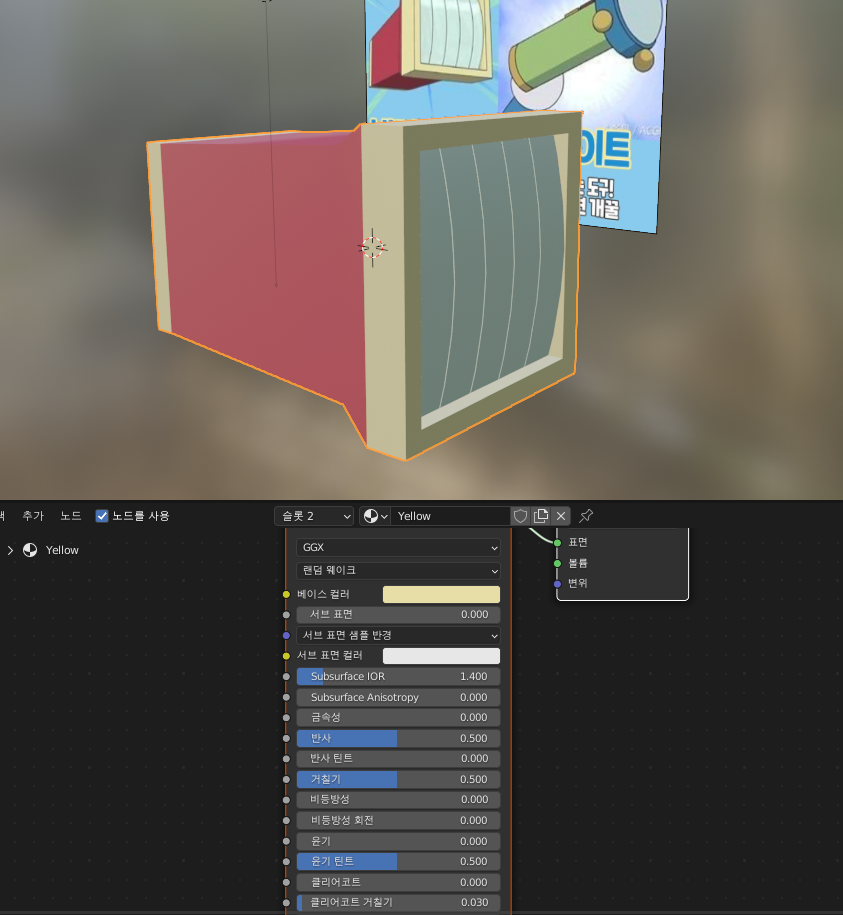 이트
도구!
개꿀
추가
노드
노드를 사용
슬롯 2
Yellow
Yellow
GGX
표면
랜덤 웨이크
볼륨
변위
베이스 컬러
서브 표면 0.000
서브 표면 샘플 반경
서브 표면 컬러
Subsurface IOR 1.400
Subsurface Anisotropy 0.000
금속성 0.000
반사 0.500
반사 틴트 0.000
거칠기 0.500
비등방성 0.000
비등방성 회전 0.000
윤기 0.000
윤기 틴트 0.500
클리어코트 0.000
클리어코트 거칠기 0.030